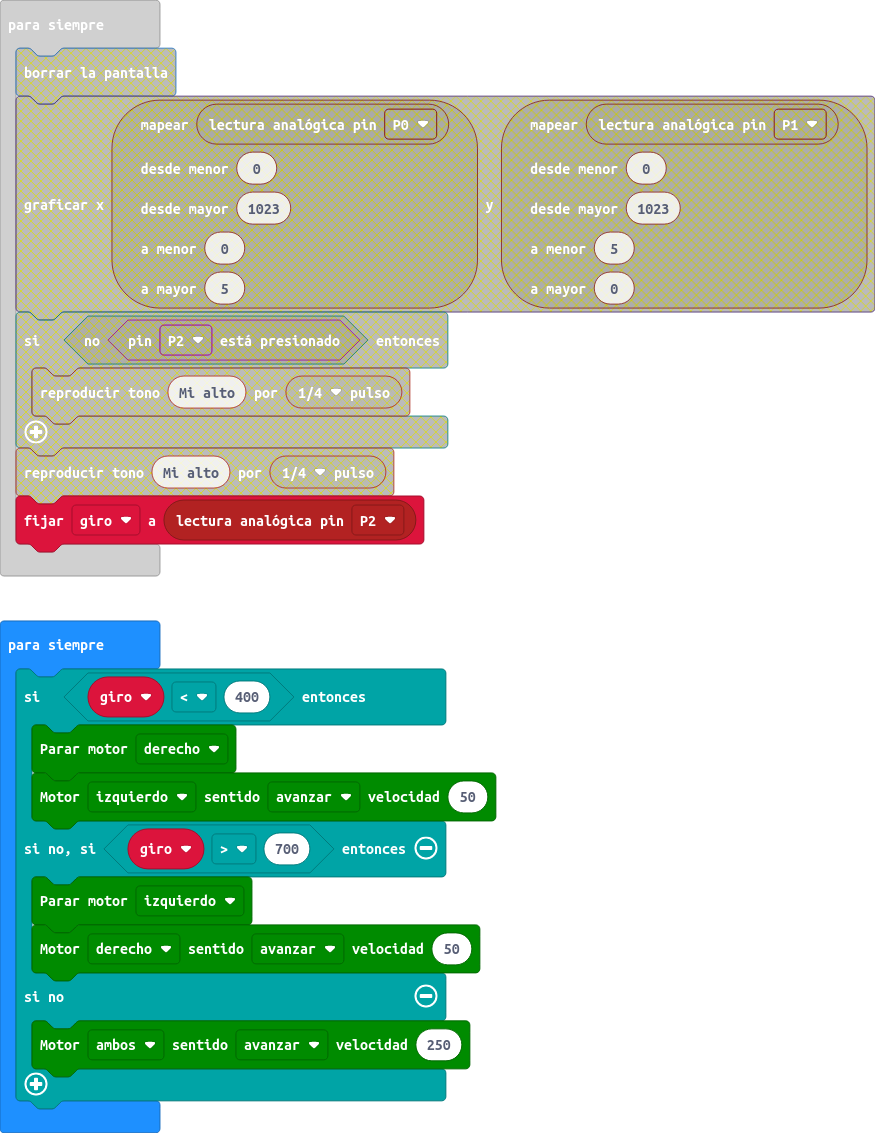 para siempre
borrar la pantalla
graficar x
mapear lectura analógica pin P0
desde menor 0
desde mayor 1023
a menor 0
a mayor 5
y
mapear lectura analógica pin P1
desde menor 0
desde mayor 1023
a menor 5
a mayor 0
si no pin P2 está presionado entonces
reproducir tono Mi alto por 1/4 pulso
reproducir tono Mi alto por 1/4 pulso
fijar giro a lectura analógica pin P2
para siempre
si giro < 400 entonces
Parar motor derecho
Motor izquierdo sentido avanzar velocidad 50
si no, si giro > 700 entonces
Parar motor izquierdo
Motor derecho sentido avanzar velocidad 50
si no
Motor ambos sentido avanzar velocidad 250